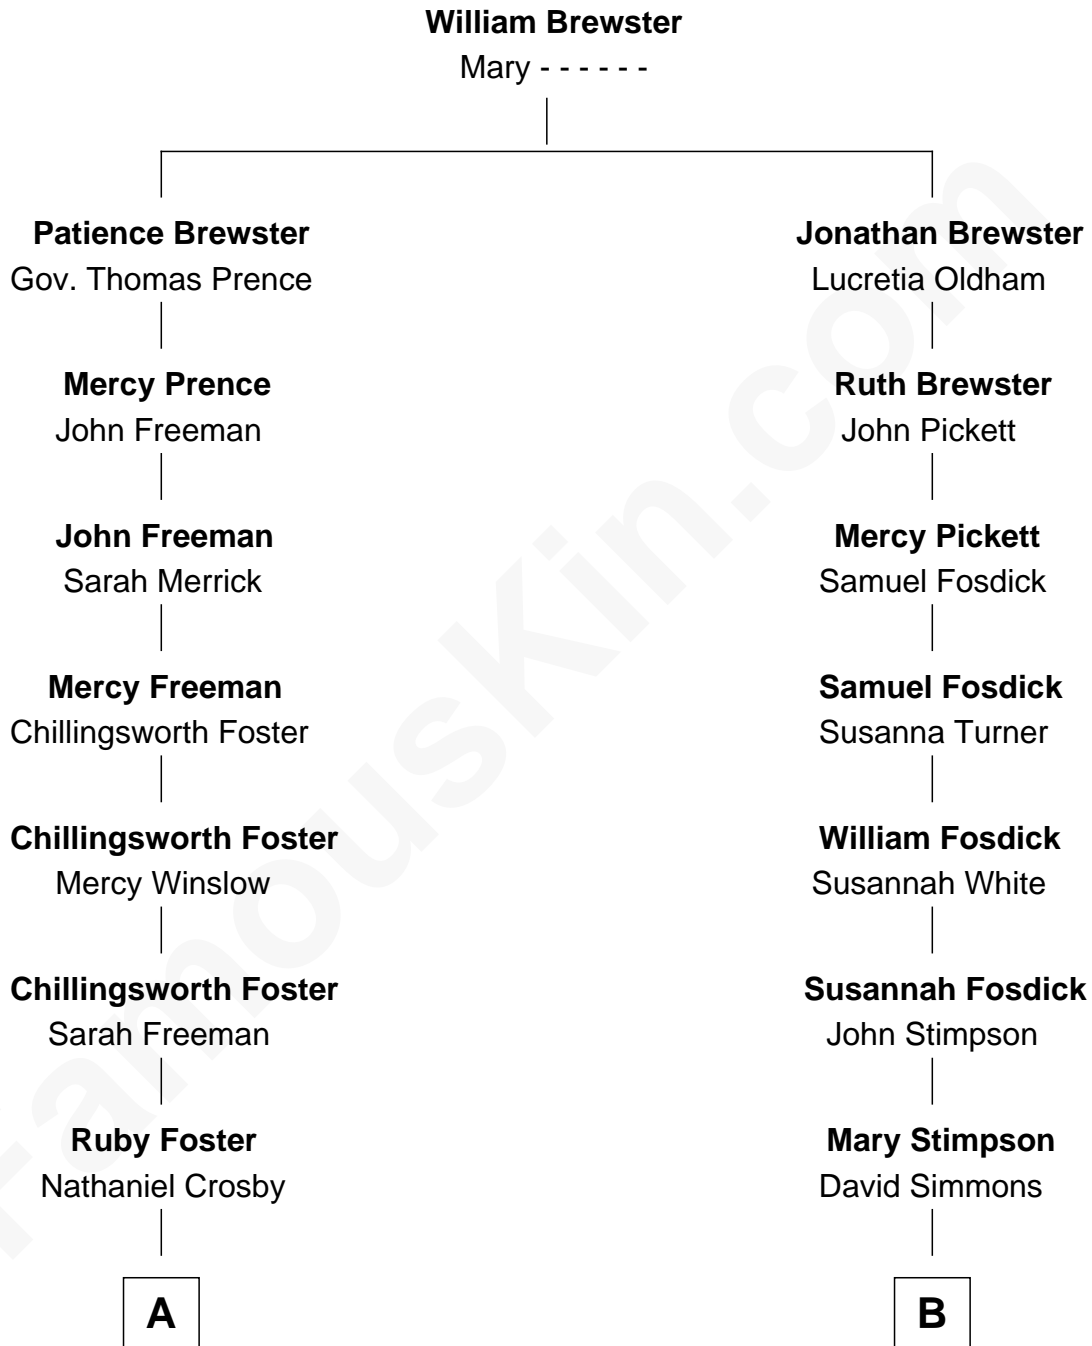 William Brewster
Mary - - - - - -
Patience Brewster
Gov. Thomas Prence
Jonathan Brewster
Lucretia Oldham
Mercy Prence
John Freeman
Ruth Brewster
John Pickett
John Freeman
Sarah Merrick
Mercy Pickett
Samuel Fosdick
Mercy Freeman
Chillingsworth Foster
Samuel Fosdick
Susanna Turner
Chillingsworth Foster
Mercy Winslow
William Fosdick
Susannah White
Chillingsworth Foster
Sarah Freeman
Susannah Fosdick
John Stimpson
Ruby Foster
Nathaniel Crosby
Mary Stimpson
David Simmons
A
B
FamousKin.com